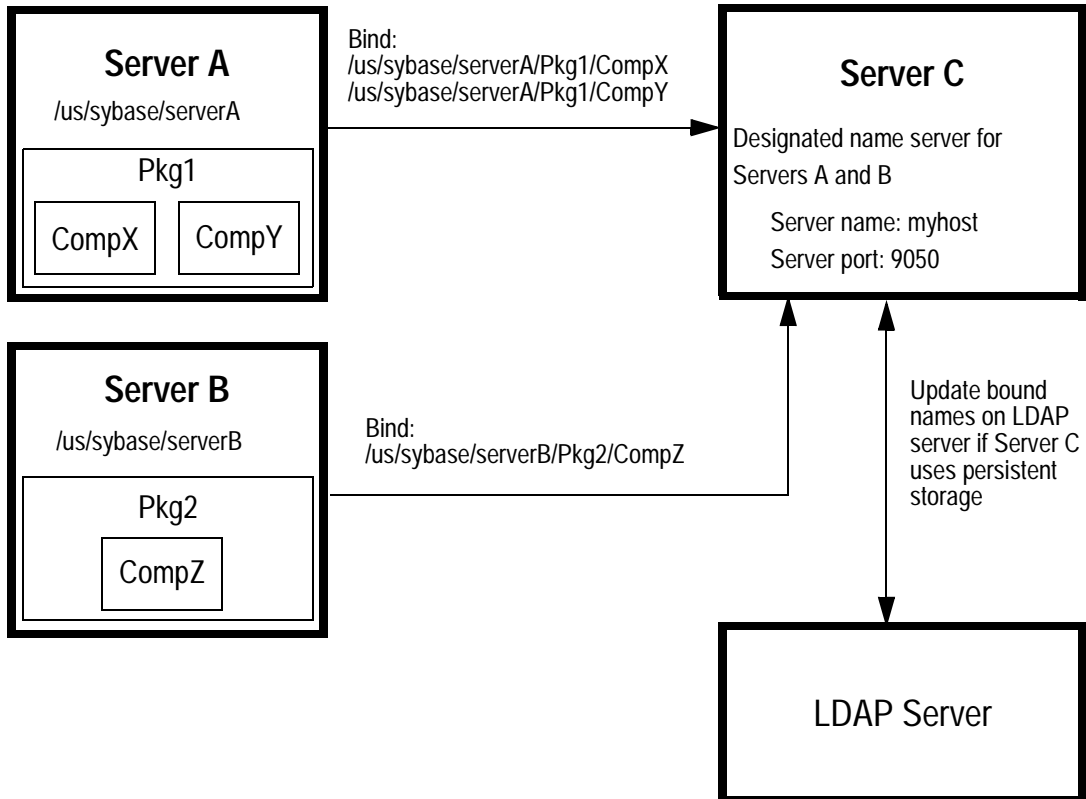 Server A
/us/sybase/serverA
Pkg1
CompX
CompY
Bind:
/us/sybase/serverA/Pkg1/CompX
/us/sybase/serverA/Pkg1/CompY
Server C
Designated name server for
Servers A and B
Server name: myhost
Server port: 9050
Server B
/us/sybase/serverB
Pkg2
CompZ
Bind:
/us/sybase/serverB/Pkg2/CompZ
Update bound
names on LDAP
server if Server C
uses persistent
storage
LDAP Server